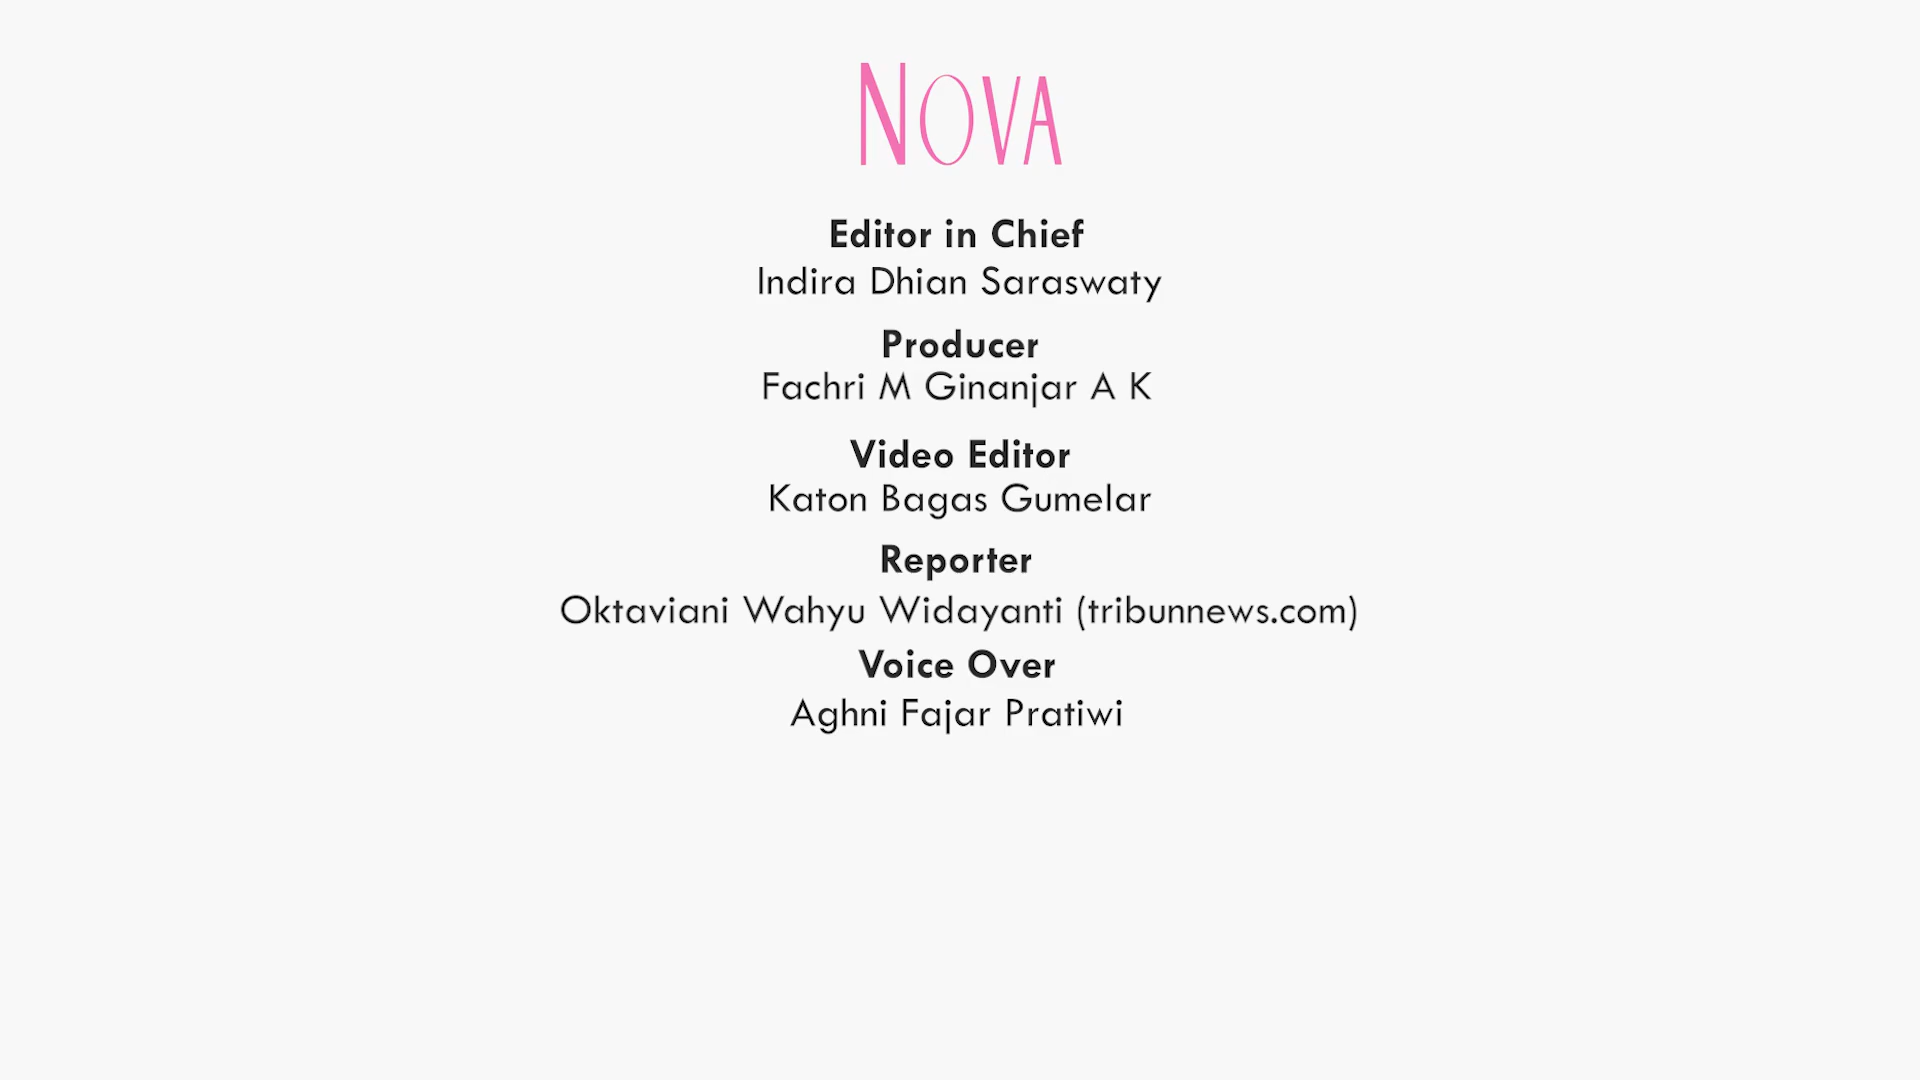 NOVA
Editor in Chief
Indira Dhian Saraswaty
Producer
Fachri M Ginanjar A K
Video Editor
Katon Bagas Gumelar
Reporter
Oktaviani Wahyu Widayanti (tribunnews.com)
Voice Over
Aghni Fajar Pratiwi